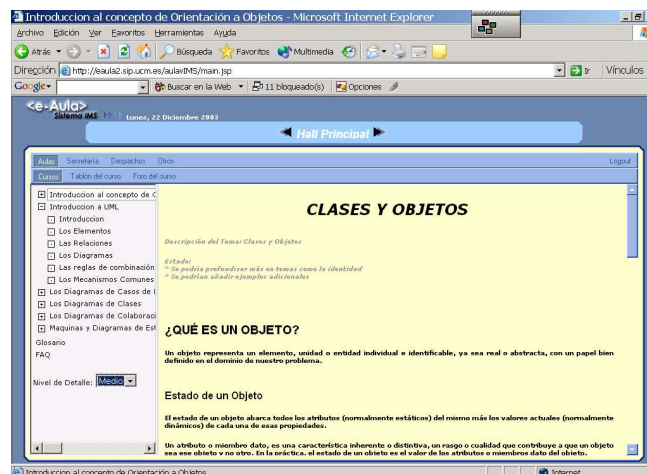 Introduccion al concepto de Orientación a Objetos - Microsoft Internet Explorer
Archivo Edición Ver Favoritos Herramientas Ayuda
Atrás Búsqueda Favoritos Multimedia
Dirección http://eaula2.sip.ucm.es/aulavIMS/main.jsp Ir Vínculos
Google Buscar en la Web 11 bloqueado(s) Opciones
<e-Aula>
Sistema IMS Lunes, 22 Diciembre 2003
Hall Principal
Aulas Secretaría Despachos Otros Logout
Cursos Tablón del curso Foro del curso
Introduccion al concepto de C
Introduccion a UML
Introduccion
Los Elementos
Las Relaciones
Los Diagramas
Las reglas de combinación
Los Mecanismos Comunes
Los Diagramas de Casos de
Los Diagramas de Clases
Los Diagramas de Colaboraci
Maquinas y Diagramas de Est
Glosario
FAQ
Nivel de Detalle: Medio
CLASES Y OBJETOS
Descripción del Tema: Clases y Objetos
Estado:
* Se podría profundizar más en temas como la identidad
* Se podrían añadir ejemplos adicionales
¿QUÉ ES UN OBJETO?
Un objeto representa un elemento, unidad o entidad individual e identificable, ya sea real o abstracta, con un papel bien
definido en el dominio de nuestro problema.
Estado de un Objeto
El estado de un objeto abarca todos los atributos (normalmente estáticos) del mismo más los valores actuales (normalmente
dinámicos) de cada una de esas propiedades.
Un atributo o miembro dato, es una característica inherente o distintiva, un rasgo o cualidad que contribuye a que un objeto
sea ese objeto y no otro. En la práctica, el estado de un objeto es el valor de los atributos o miembros dato del objeto.
Introduccion al concepto de Orientación a Objetos Internet